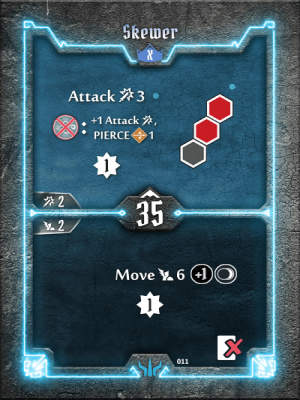 Skewer
X
Attack 3
+1 Attack,
PIERCE 1
1
35
2
2
Move 6 +1
1
011